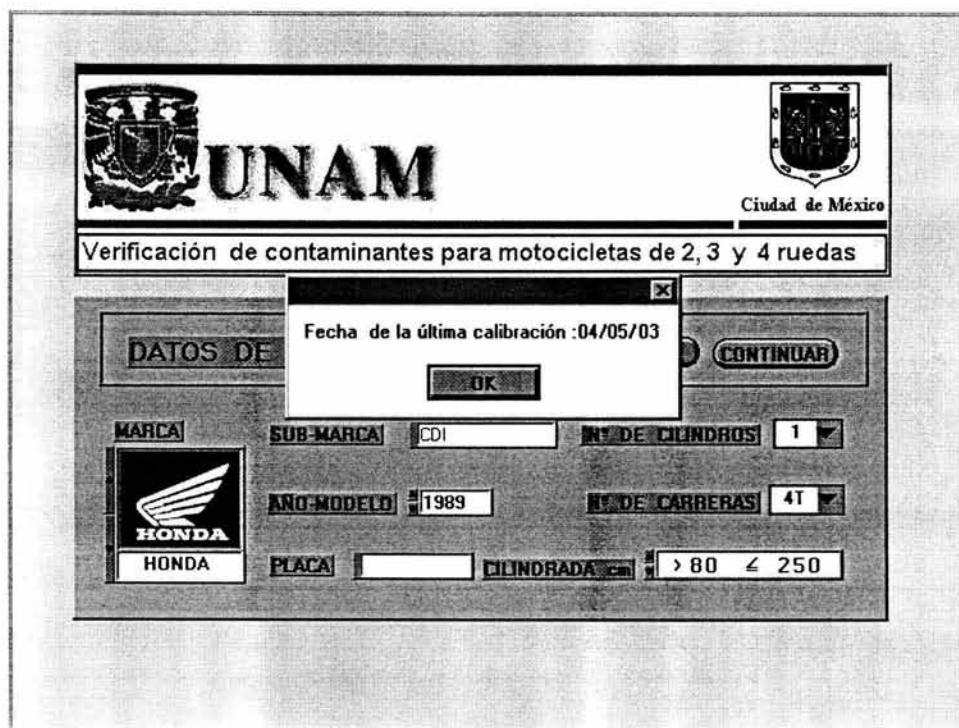 UNAM
Ciudad de México
Verificación de contaminantes para motocicletas de 2, 3 y 4 ruedas
Fecha de la última calibración :04/05/03
OK
DATOS DE
CONTINUAR
MARCA
SUB-MARCA CDI Nº DE CILINDROS 1
AÑO-MODELO 1989 Nº DE CARRERAS 4T
HONDA
HONDA
PLACA CILINDRADA cm > 80 ≤ 250